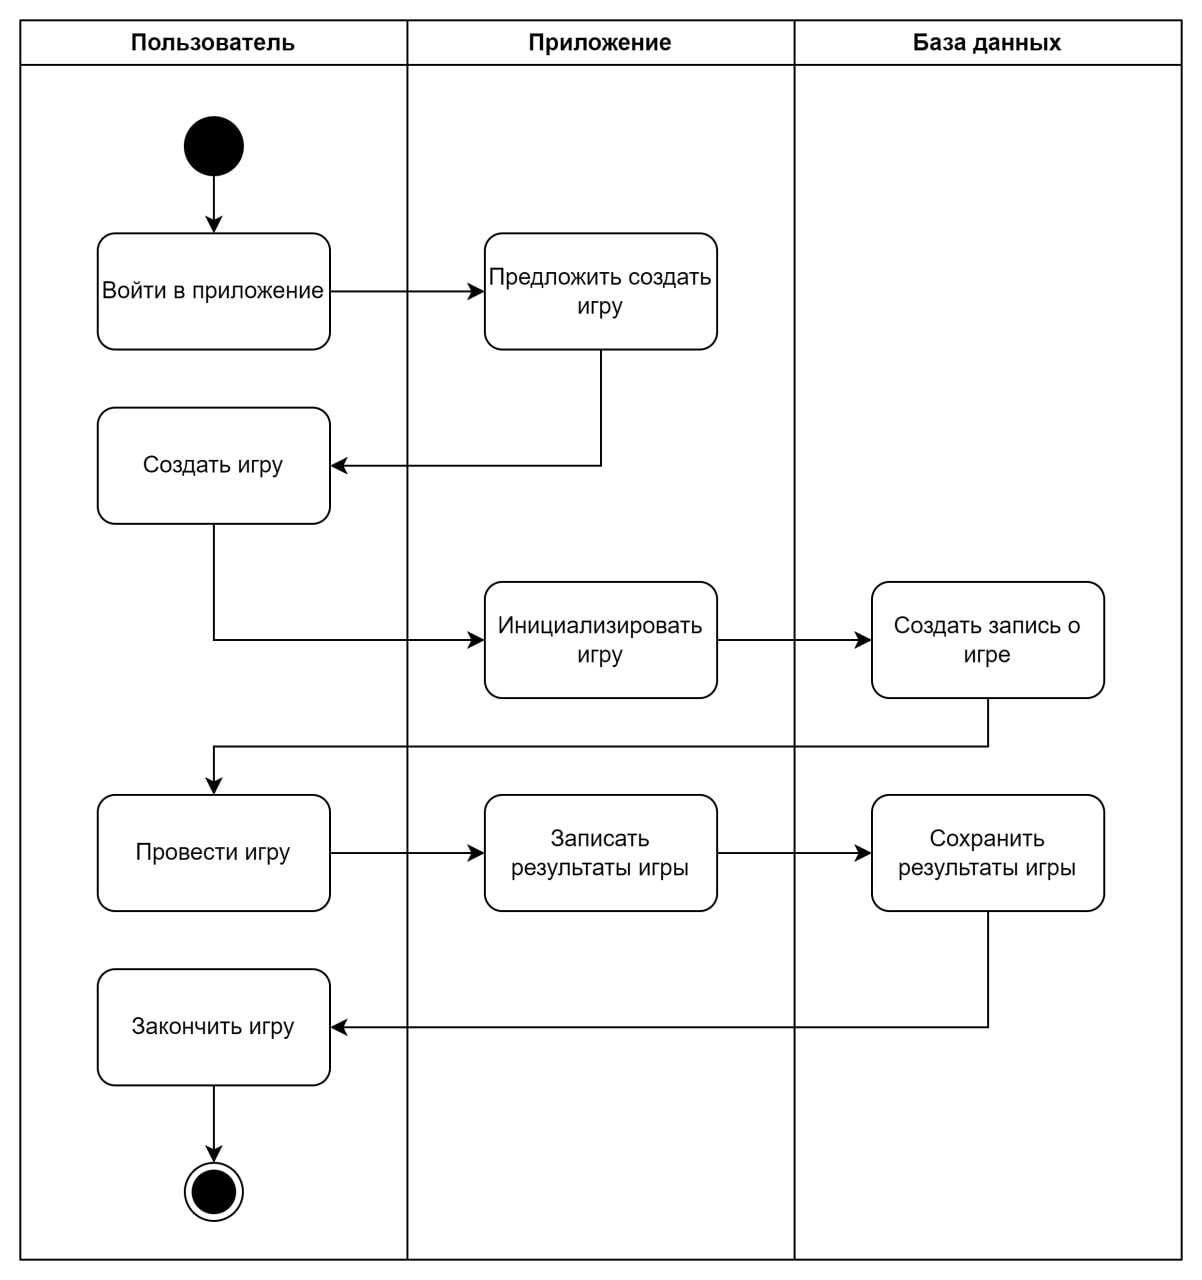 Пользователь
Приложение
База данных
Войти в приложение
Предложить создать
игру
Создать игру
Инициализировать
игру
Создать запись о
игре
Провести игру
Записать
результаты игры
Сохранить
результаты игры
Закончить игру